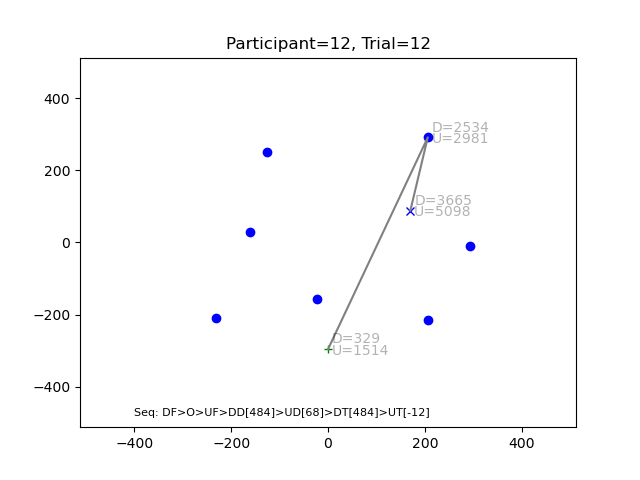 Participant=12, Trial=12
400
200
0
−200
−400
D=2534
U=2981
D=3665
U=5098
D=329
U=1514
Seq: DF>O>UF>DD[484]>UD[68]>DT[484]>UT[-12]
−400
−200
0
200
400